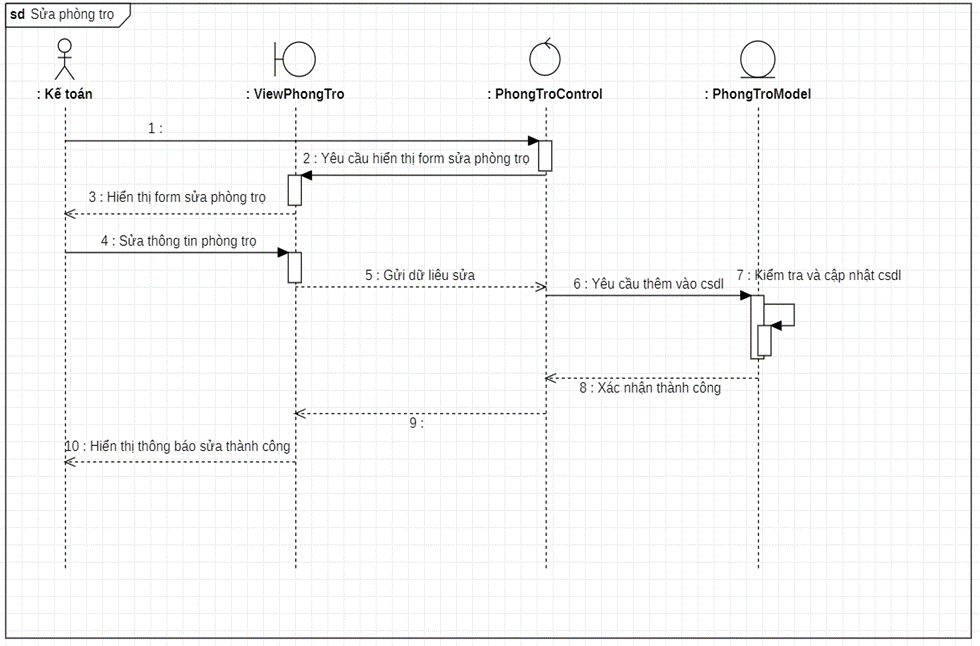 sd Sửa phòng trọ
: Kế toán
: ViewPhongTro
: PhongTroControl
: PhongTroModel
1 :
2 : Yêu cầu hiển thị form sửa phòng trọ
3 : Hiển thị form sửa phòng trọ
4 : Sửa thông tin phòng trọ
5 : Gửi dữ liêu sửa
6 : Yêu cầu thêm vào csdl
7 : Kiểm tra và cập nhật csdl
8 : Xác nhận thành công
9 :
10 : Hiển thị thông báo sửa thành công